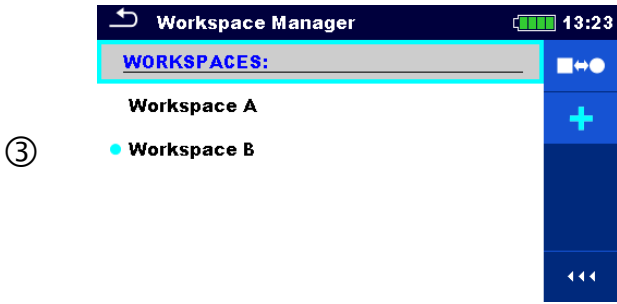 Workspace Manager 13:23
WORKSPACES:
Workspace A
③
Workspace B